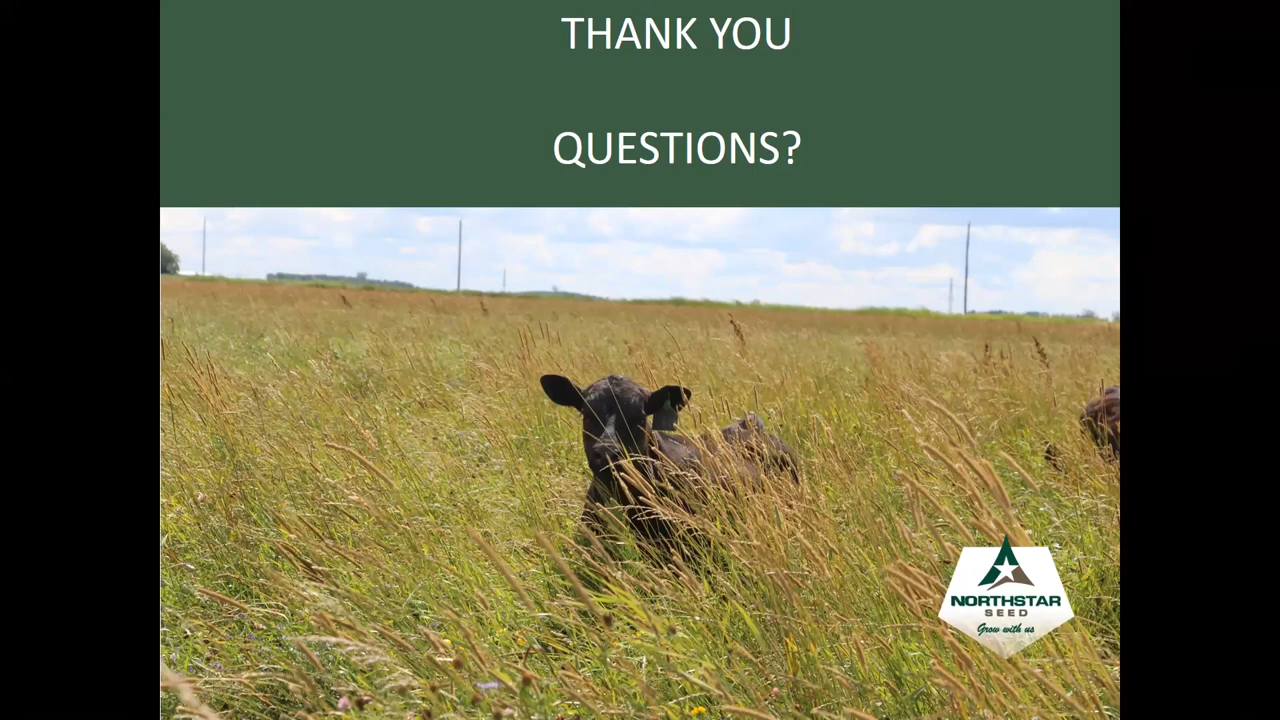 THANK YOU
QUESTIONS?
NORTHSTAR
SEED
Grow with us